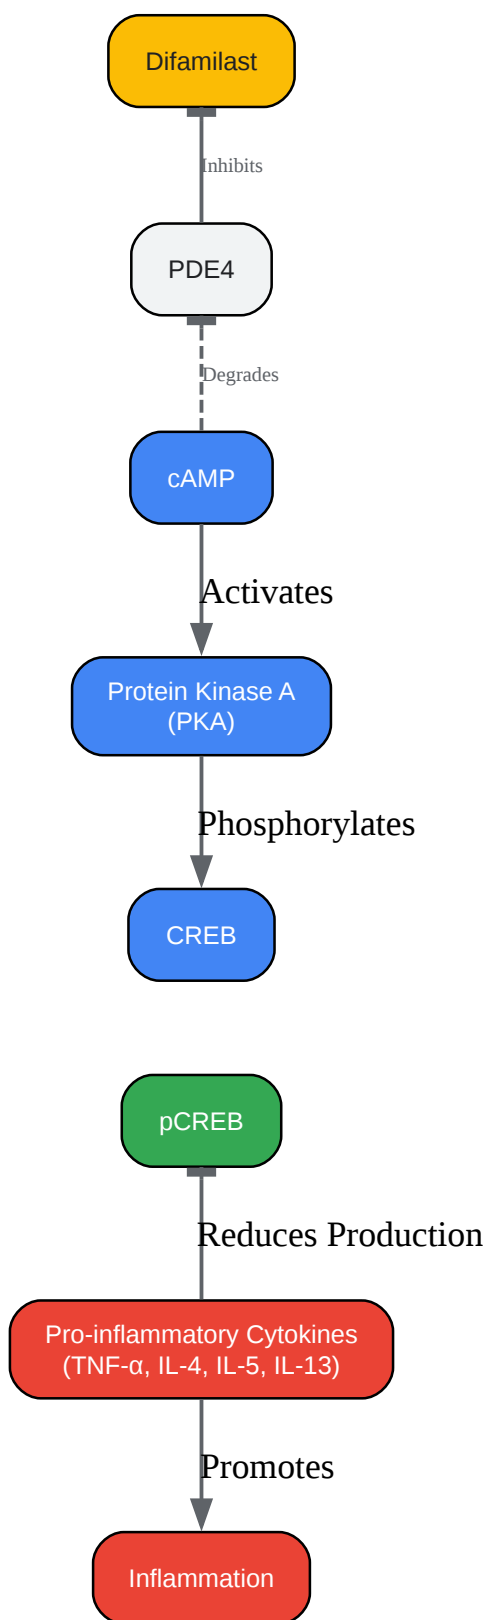 Difamilast
Inhibits
PDE4
Degrades
cAMP
Activates
Protein Kinase A
(PKA)
Phosphorylates
CREB
pCREB
Reduces Production
Pro-inflammatory Cytokines
(TNF-α, IL-4, IL-5, IL-13)
Promotes
Inflammation